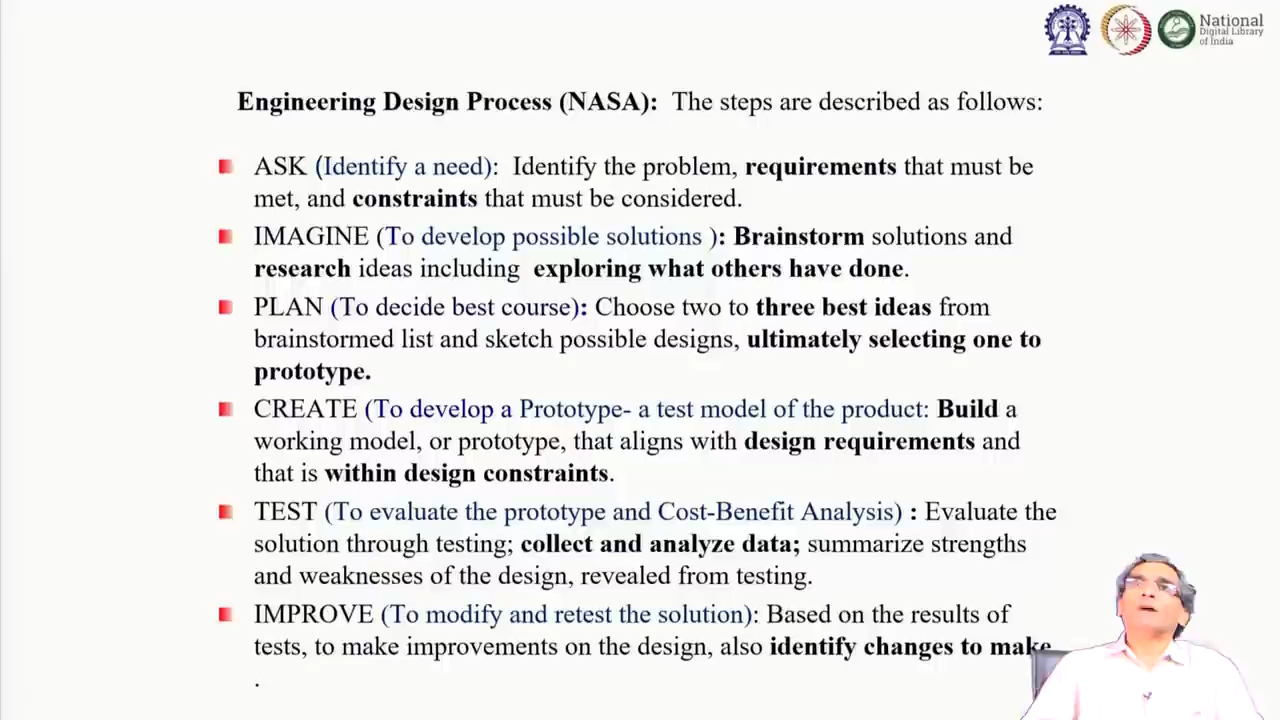 National
Digital Library
of India
Engineering Design Process (NASA): The steps are described as follows:
ASK (Identify a need): Identify the problem, requirements that must be
met, and constraints that must be considered.
IMAGINE (To develop possible solutions ): Brainstorm solutions and
research ideas including exploring what others have done.
PLAN (To decide best course): Choose two to three best ideas from
brainstormed list and sketch possible designs, ultimately selecting one to
prototype.
CREATE (To develop a Prototype- a test model of the product: Build a
working model, or prototype, that aligns with design requirements and
that is within design constraints.
TEST (To evaluate the prototype and Cost-Benefit Analysis) : Evaluate the
solution through testing; collect and analyze data; summarize strengths
and weaknesses of the design, revealed from testing.
IMPROVE (To modify and retest the solution): Based on the results of
tests, to make improvements on the design, also identify changes to make
.